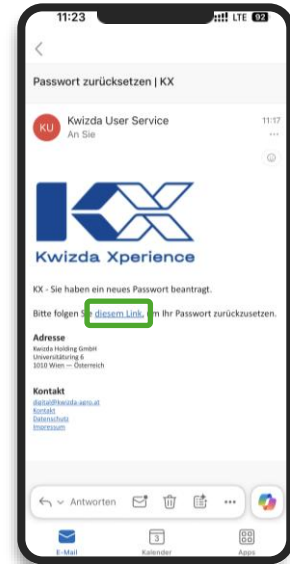 11:23
LTE 92
Passwort zurücksetzen | KX
KU
Kwizda User Service
11:17
An Sie
KX
Kwizda Xperience
KX - Sie haben ein neues Passwort beantragt.
Bitte folgen Sie diesem Link, um Ihr Passwort zurückzusetzen.
Adresse
Kwizda Holding GmbH
Universitätsring 6
1010 Wien — Österreich
Kontakt
digital@kwizda-agro.at
Kontakt
Datenschutz
Impressum
Antworten
3
E-Mail
Kalender
Apps